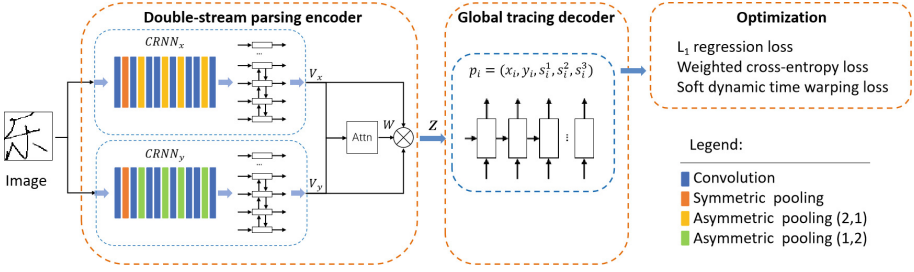 Double-stream parsing encoder
Global tracing decoder
Optimization
CRNN_x
...
V_x
p_i = (x_i, y_i, s_i^1, s_i^2, s_i^3)
L_1 regression loss
Weighted cross-entropy loss
Soft dynamic time warping loss
Image
Attn
W
Z
...
CRNN_y
...
V_y
Legend:
Convolution
Symmetric pooling
Asymmetric pooling (2,1)
Asymmetric pooling (1,2)